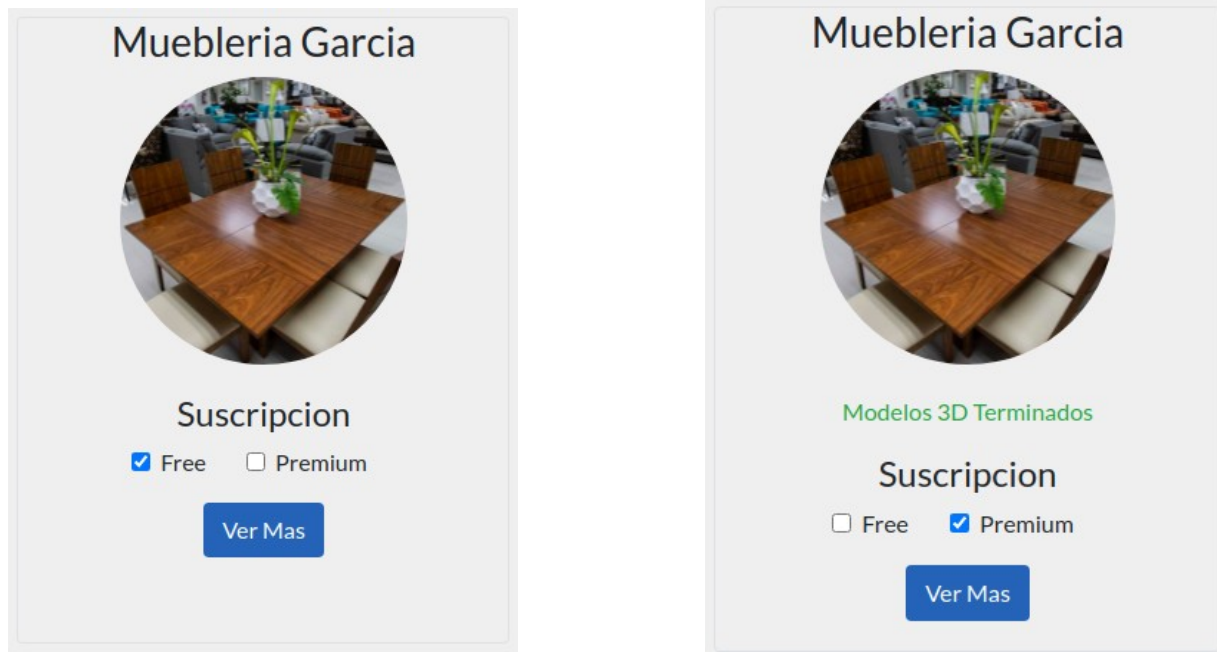 Muebleria Garcia
Suscripcion
Free Premium
Ver Mas
Muebleria Garcia
Modelos 3D Terminados
Suscripcion
Free Premium
Ver Mas